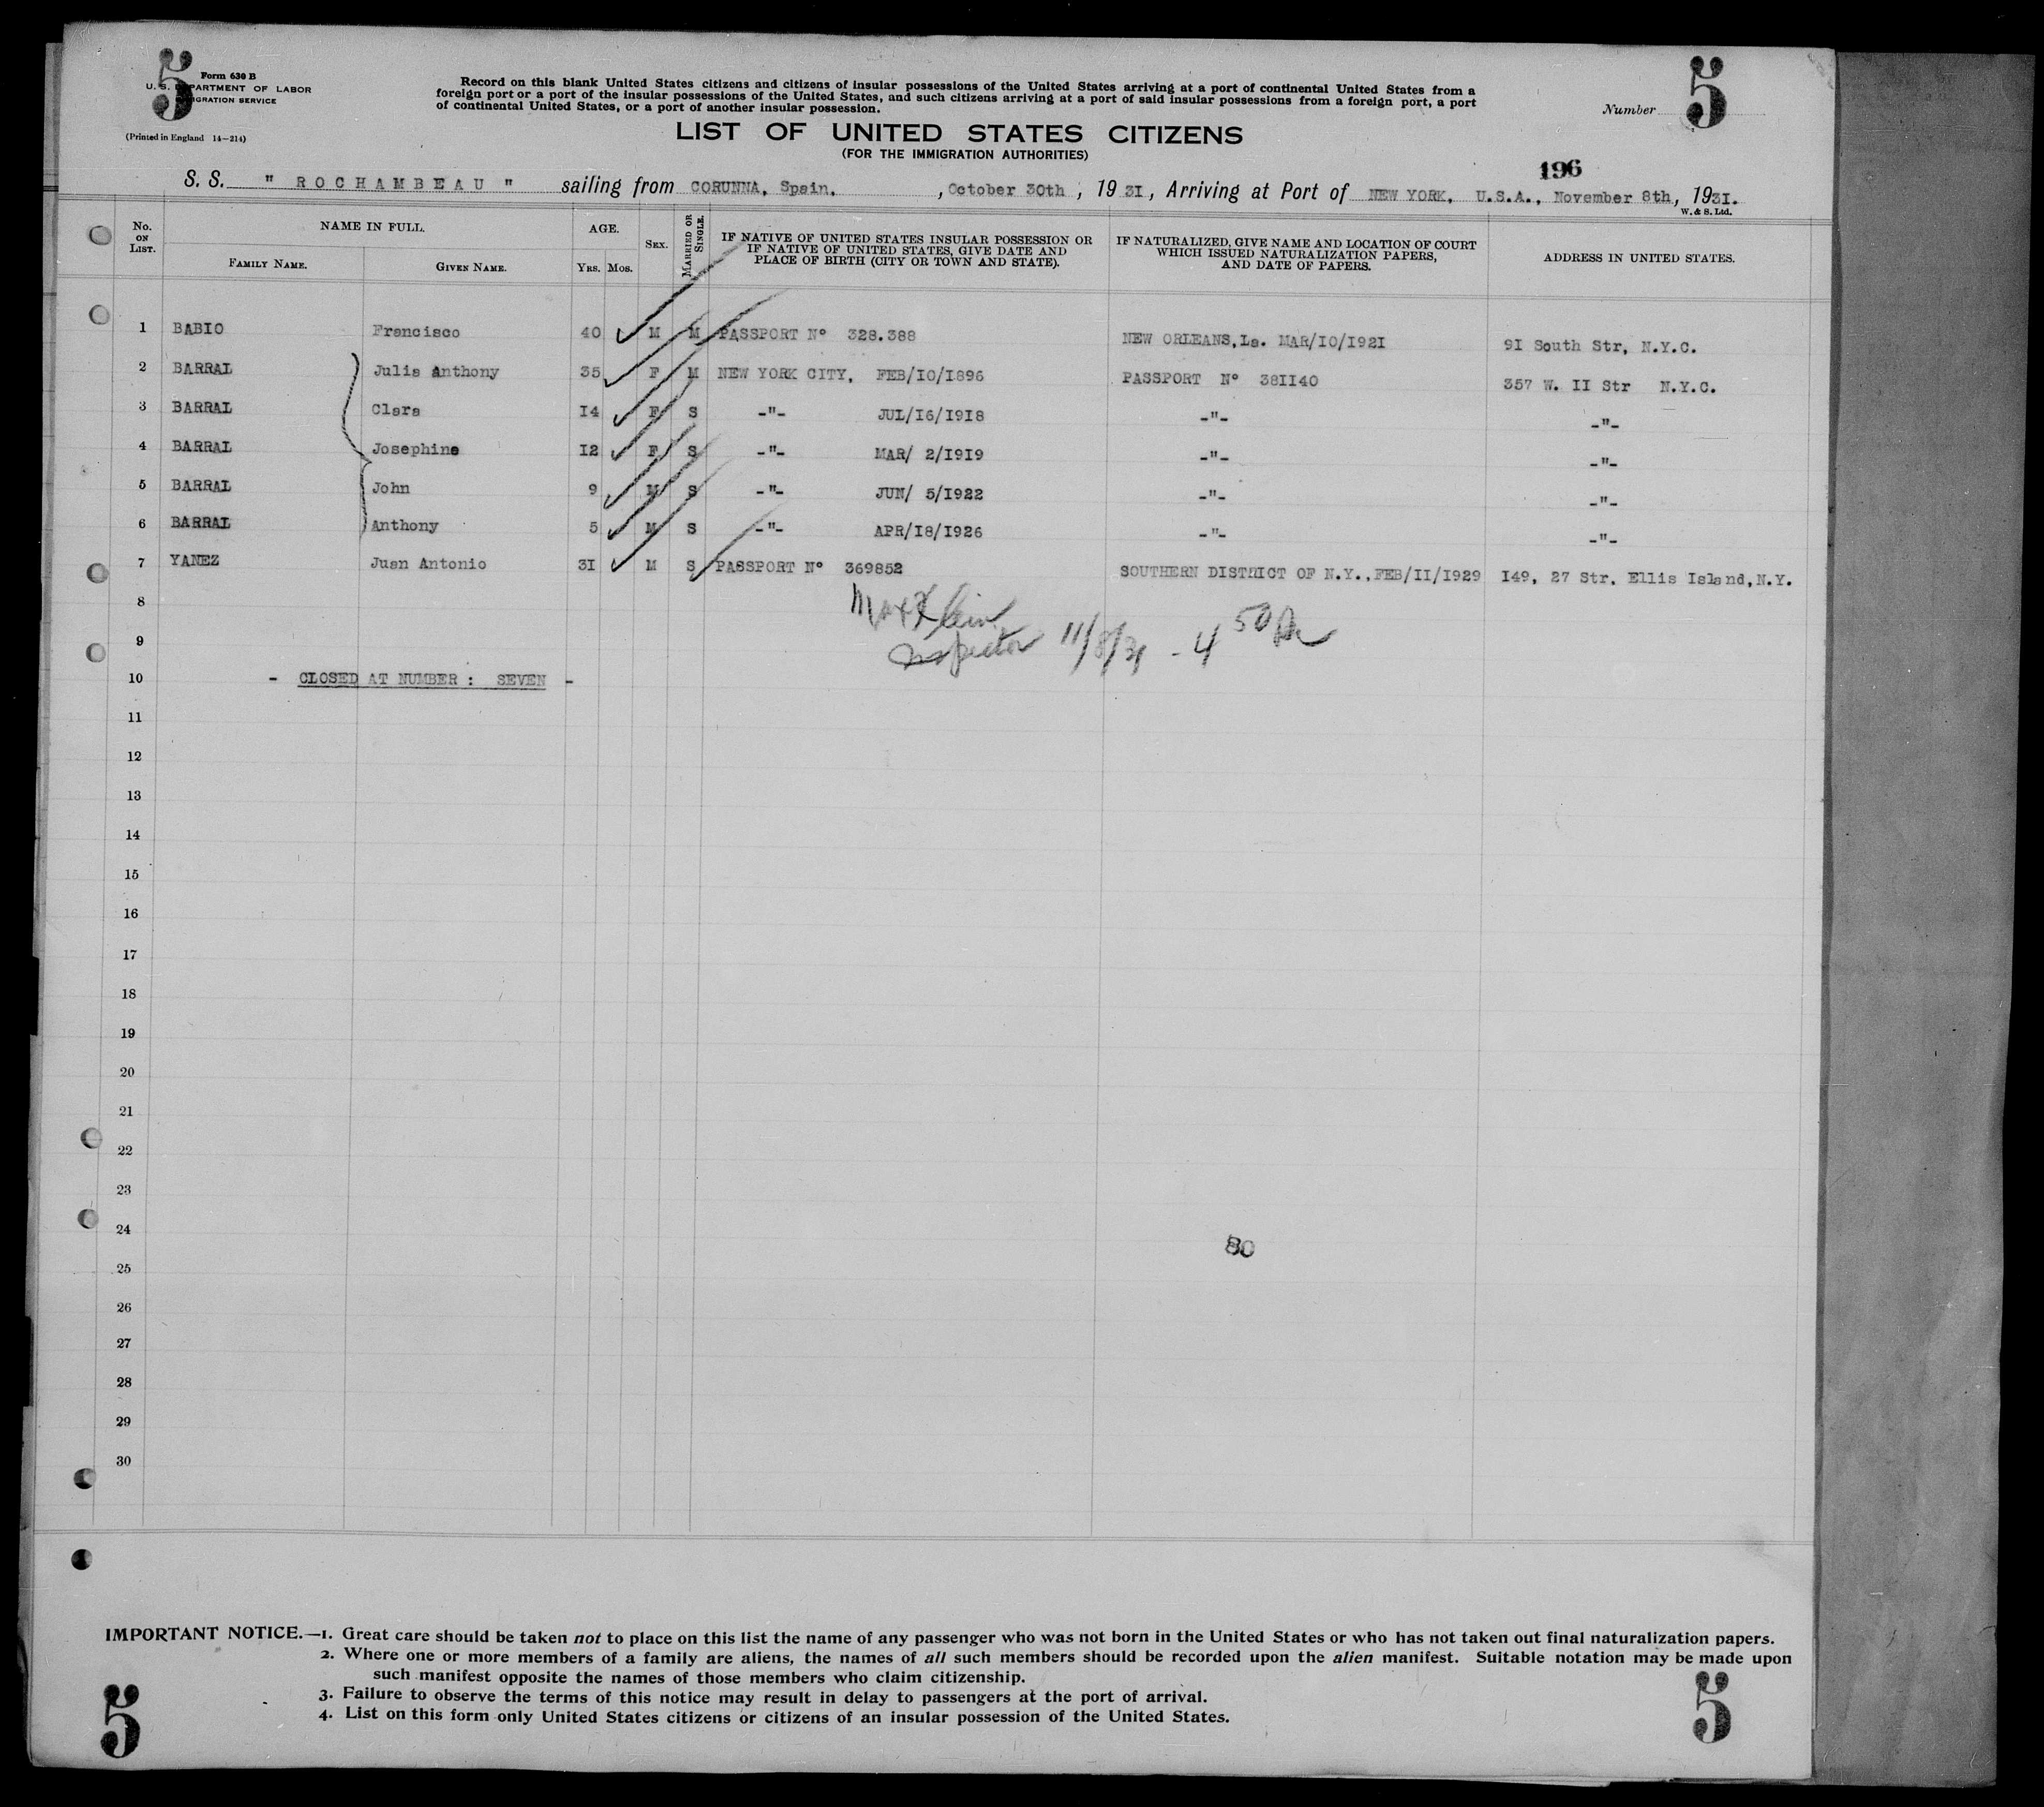 5
Form 630 B
U. S. DEPARTMENT OF LABOR
IMMIGRATION SERVICE
(Printed in England 14—214)
Record on this blank United States citizens and citizens of insular possessions of the United States arriving at a port of continental United States from a
foreign port or a port of the insular possessions of the United States, and such citizens arriving at a port of said insular possessions from a foreign port, a port
of continental United States, or a port of another insular possession.
Number 5
LIST OF UNITED STATES CITIZENS
(FOR THE IMMIGRATION AUTHORITIES)
196
S. S. " ROCHAMBEAU " sailing from CORUNNA, Spain. , October 30th , 19 31, Arriving at Port of NEW YORK, U.S.A., November 8th, 1931.
W. & S. Ltd.
No. ON LIST.
NAME IN FULL.
FAMILY NAME.
GIVEN NAME.
AGE.
YRS. MOS.
SEX.
MARRIED OR SINGLE.
IF NATIVE OF UNITED STATES INSULAR POSSESSION OR
IF NATIVE OF UNITED STATES, GIVE DATE AND
PLACE OF BIRTH (CITY OR TOWN AND STATE).
IF NATURALIZED, GIVE NAME AND LOCATION OF COURT
WHICH ISSUED NATURALIZATION PAPERS,
AND DATE OF PAPERS.
ADDRESS IN UNITED STATES.
1 BABIO Francisco 40 M M PASSPORT Nº 328.388 NEW ORLEANS, La. MAR/10/1921 91 South Str, N.Y.C.
2 BARRAL Julia Anthony 35 F M NEW YORK CITY, FEB/10/1896 PASSPORT Nº 381140 357 W. 11 Str N.Y.C.
3 BARRAL Clara 14 F S -"- JUL/16/1918 -"- -"-
4 BARRAL Josephine 12 F S -"- MAR/ 2/1919 -"- -"-
5 BARRAL John 9 M S -"- JUN/ 5/1922 -"- -"-
6 BARRAL Anthony 5 M S -"- APR/18/1926 -"- -"-
7 YANEZ Juan Antonio 31 M S PASSPORT Nº 369852 SOUTHERN DISTRICT OF N.Y., FEB/11/1929 149, 27 Str. Ellis Island, N.Y.
8 Max Klein
9 Inspector 11/8/31 - 4 50 Pm
10 - CLOSED AT NUMBER : SEVEN -
11
12
13
14
15
16
17
18
19
20
21
22
23
24
80
25
26
27
28
29
30
IMPORTANT NOTICE.—1. Great care should be taken not to place on this list the name of any passenger who was not born in the United States or who has not taken out final naturalization papers.
2. Where one or more members of a family are aliens, the names of all such members should be recorded upon the alien manifest. Suitable notation may be made upon
such manifest opposite the names of those members who claim citizenship.
3. Failure to observe the terms of this notice may result in delay to passengers at the port of arrival.
4. List on this form only United States citizens or citizens of an insular possession of the United States.
5
5